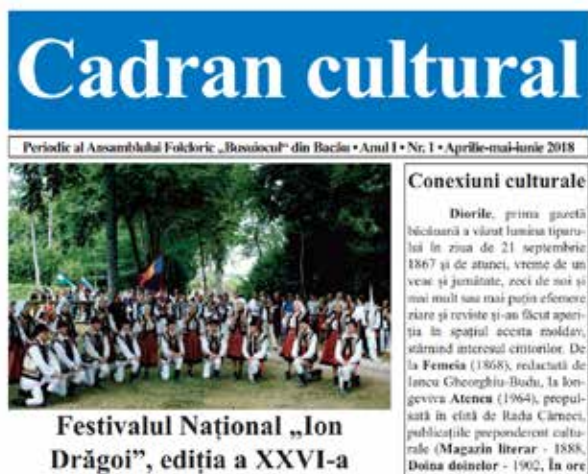 Cadran cultural
Periodic al Ansamblului Folcloric „Busuiocul” din Bacău • Anul I • Nr. 1 • Aprilie-mai-iunie 2018
Festivalul Național „Ion
Drăgoi”, ediția a XXVI-a
Conexiuni culturale
Diorile, prima gazetă
băcăuană a văzut lumina tiparu-
lui în ziua de 21 septembrie
1867 și de atunci, vreme de un
veac și jumătate, zeci de noi și
mai mult sau mai puțin efemere
ziare și reviste și-au făcut apari-
ția în spațiul acesta moldav,
stârnind interesul cititorilor. De
la Femeia (1868), redactată de
Iancu Gheorghiu-Budu, la lon-
geviva Ateneu (1964), propul-
sată în elită de Radu Cârneci,
publicațiile preponderent cultu-
rale (Magazin literar - 1888,
Doina doinelor - 1902, În re-